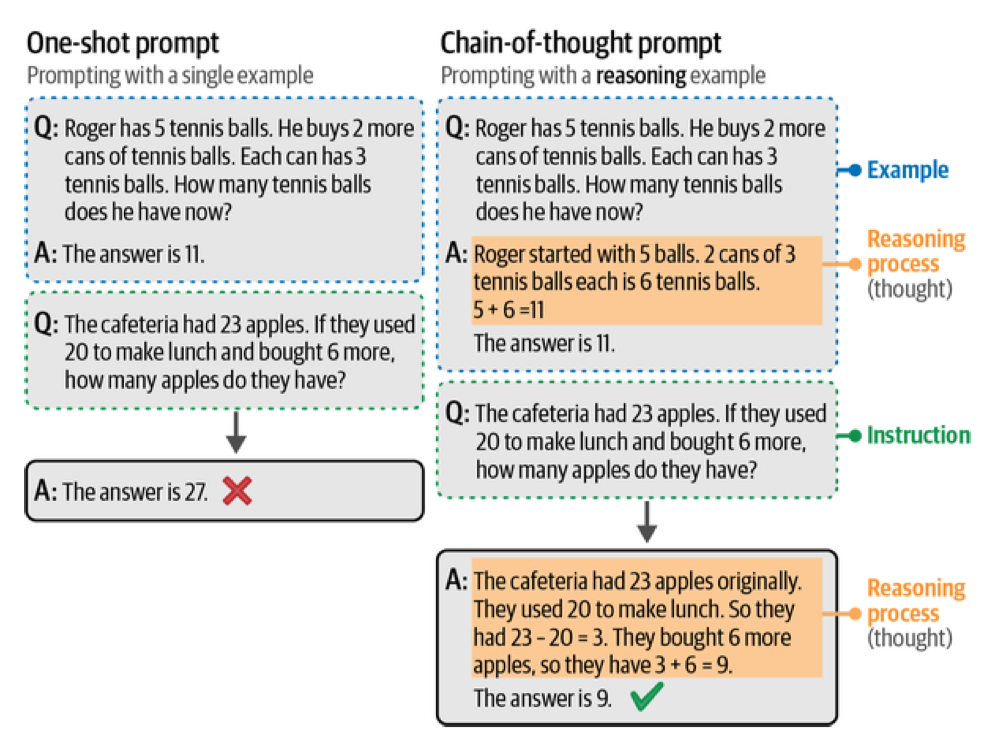 One-shot prompt
Prompting with a single example
Q: Roger has 5 tennis balls. He buys 2 more
cans of tennis balls. Each can has 3
tennis balls. How many tennis balls
does he have now?
A: The answer is 11.
Q: The cafeteria had 23 apples. If they used
20 to make lunch and bought 6 more,
how many apples do they have?
A: The answer is 27.
Chain-of-thought prompt
Prompting with a reasoning example
Q: Roger has 5 tennis balls. He buys 2 more
cans of tennis balls. Each can has 3
tennis balls. How many tennis balls
does he have now?
Example
A: Roger started with 5 balls. 2 cans of 3
tennis balls each is 6 tennis balls.
5 + 6 =11
The answer is 11.
Reasoning
process
(thought)
Q: The cafeteria had 23 apples. If they used
20 to make lunch and bought 6 more,
how many apples do they have?
Instruction
A: The cafeteria had 23 apples originally.
They used 20 to make lunch. So they
had 23 – 20 = 3. They bought 6 more
apples, so they have 3 + 6 = 9.
The answer is 9.
Reasoning
process
(thought)